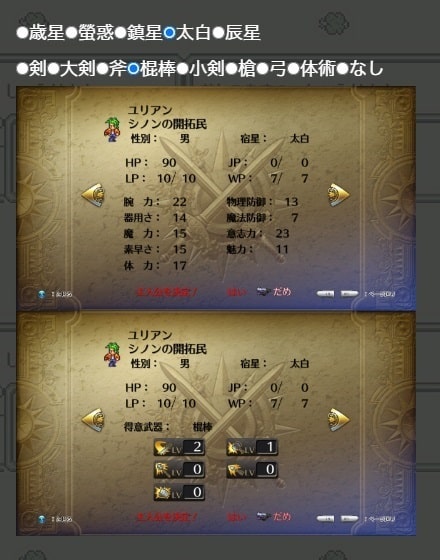 ●歳星●螢惑●鎮星●太白●辰星
●剣●大剣●斧●棍棒●小剣●槍●弓●体術●なし
ユリアン
シノンの開拓民
性別： 男 宿星： 太白
HP： 90 JP： 0/ 0
LP： 10/ 10 WP： 7/ 7
腕 力： 22 物理防御： 13
器用さ： 14 魔法防御： 7
魔 力： 15 意志力： 23
素早さ： 15 魅力： 11
体 力： 17
はい だめ
ユリアン
シノンの開拓民
性別： 男 宿星： 太白
HP： 90 JP： 0/ 0
LP： 10/ 10 WP： 7/ 7
得意武器： 棍棒
LV 2 LV 1
LV 0 LV 0
LV 0
はい だめ